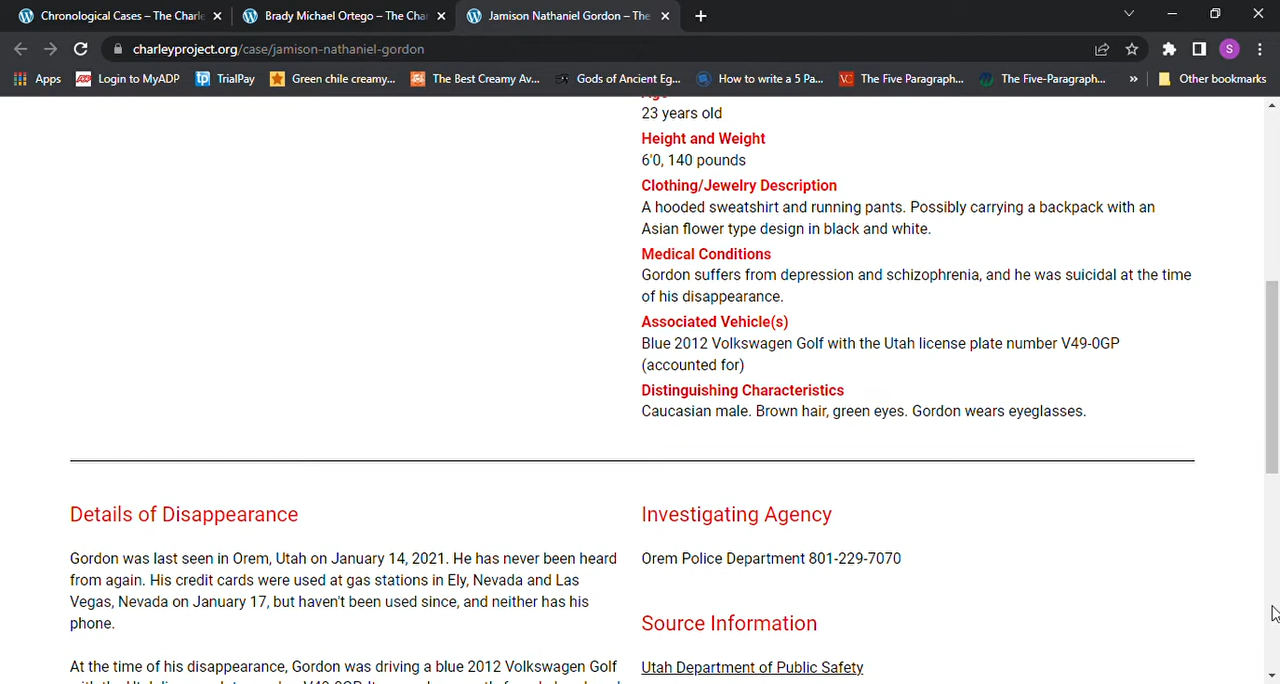 Chronological Cases – The Charle
Brady Michael Ortego – The Cha
Jamison Nathaniel Gordon – The
charleyproject.org/case/jamison-nathaniel-gordon
S
Apps
Login to MyADP
TrialPay
Green chile creamy...
The Best Creamy Av...
Gods of Ancient Eg...
How to write a 5 Pa...
The Five Paragraph...
The Five-Paragraph...
Other bookmarks
Age
23 years old
Height and Weight
6'0, 140 pounds
Clothing/Jewelry Description
A hooded sweatshirt and running pants. Possibly carrying a backpack with an
Asian flower type design in black and white.
Medical Conditions
Gordon suffers from depression and schizophrenia, and he was suicidal at the time
of his disappearance.
Associated Vehicle(s)
Blue 2012 Volkswagen Golf with the Utah license plate number V49-0GP
(accounted for)
Distinguishing Characteristics
Caucasian male. Brown hair, green eyes. Gordon wears eyeglasses.
Details of Disappearance
Gordon was last seen in Orem, Utah on January 14, 2021. He has never been heard
from again. His credit cards were used at gas stations in Ely, Nevada and Las
Vegas, Nevada on January 17, but haven't been used since, and neither has his
phone.
At the time of his disappearance, Gordon was driving a blue 2012 Volkswagen Golf
Investigating Agency
Orem Police Department 801-229-7070
Source Information
Utah Department of Public Safety